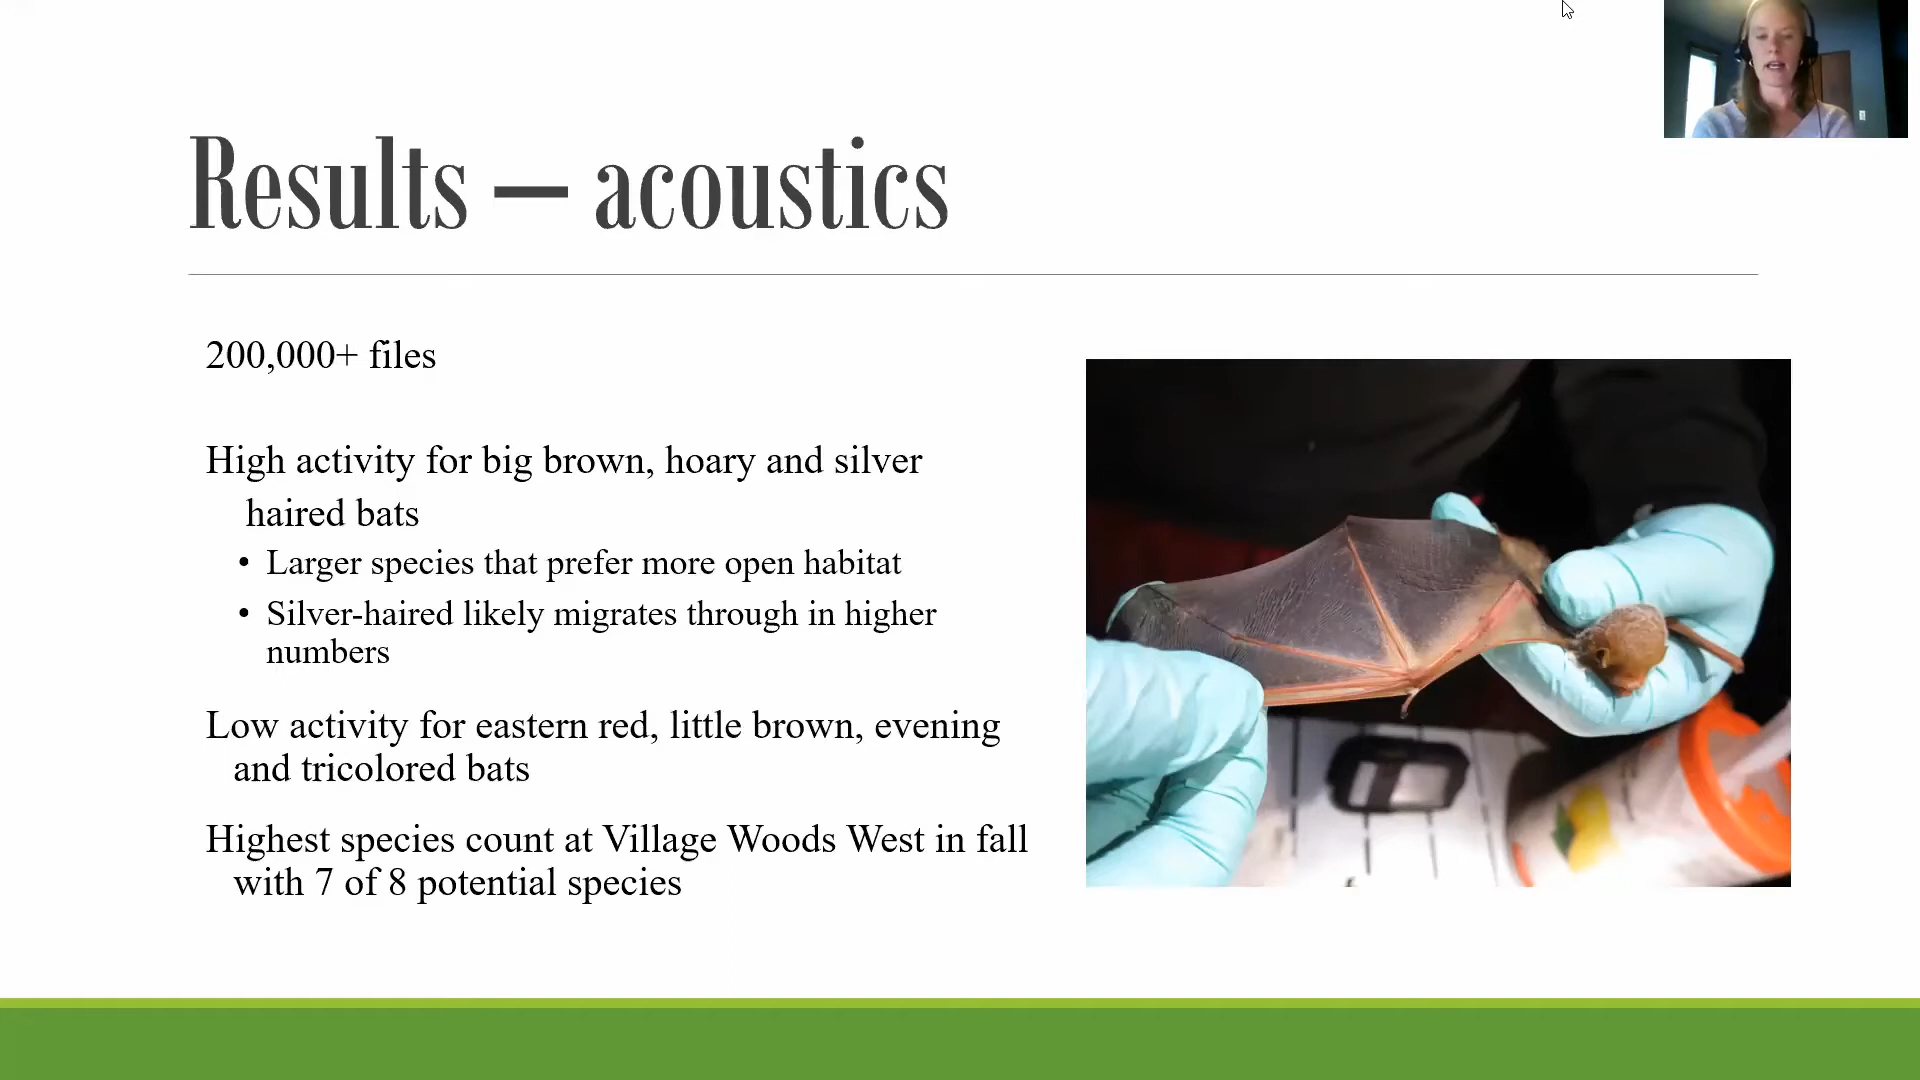 Results – acoustics
200,000+ files
High activity for big brown, hoary and silver
haired bats
• Larger species that prefer more open habitat
• Silver-haired likely migrates through in higher
numbers
Low activity for eastern red, little brown, evening
and tricolored bats
Highest species count at Village Woods West in fall
with 7 of 8 potential species